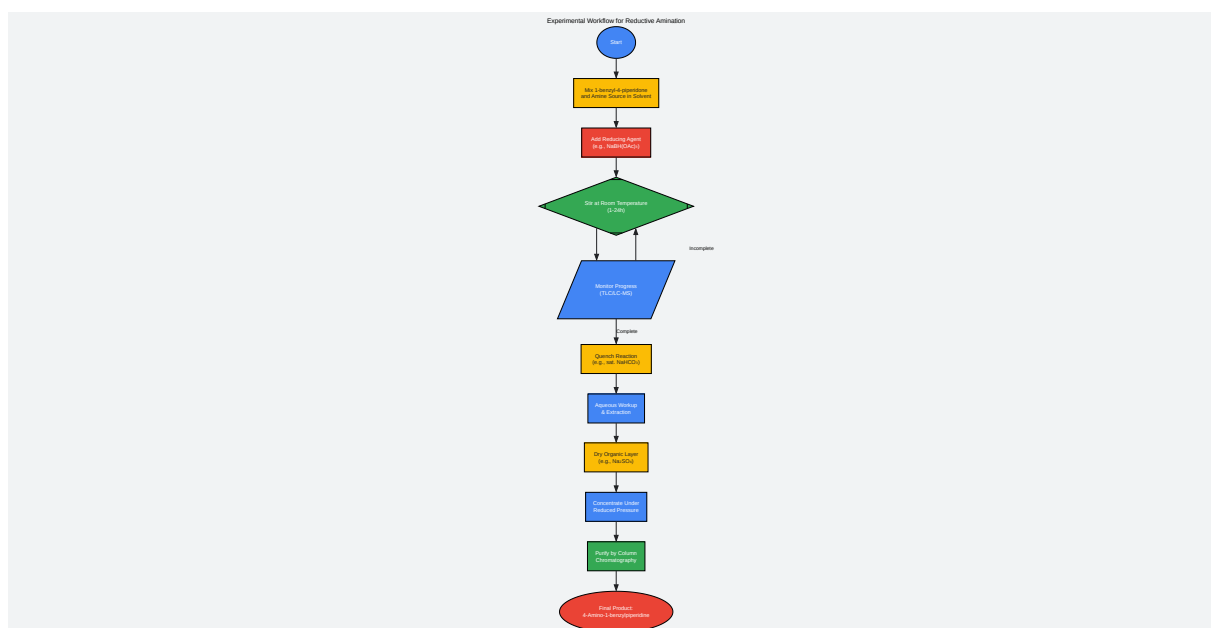 Experimental Workflow for Reductive Amination
Start
Mix 1-benzyl-4-piperidone
and Amine Source in Solvent
Add Reducing Agent
(e.g., NaBH(OAc)₃)
Stir at Room Temperature
(1-24h)
Incomplete
Monitor Progress
(TLC/LC-MS)
Complete
Quench Reaction
(e.g., sat. NaHCO₃)
Aqueous Workup
& Extraction
Dry Organic Layer
(e.g., Na₂SO₄)
Concentrate Under
Reduced Pressure
Purify by Column
Chromatography
Final Product:
4-Amino-1-benzylpiperidine